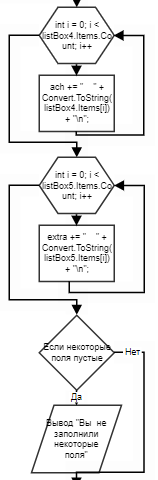 int i = 0; i <
listBox4.Items.Co
unt; i++
ach += "    " +
Convert.ToString(
listBox4.Items[i])
+ "\n";
int i = 0; i <
listBox5.Items.Co
unt; i++
extra += "    " +
Convert.ToString(
listBox5.Items[i])
+ "\n";
Если некоторые
поля пустые
Нет
Да
Вывод "Вы не
заполнили
некоторые
поля"